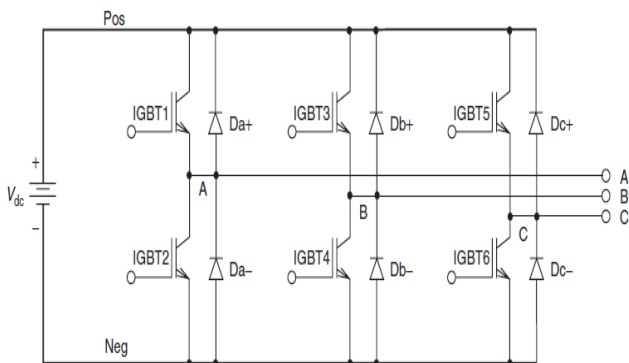 Pos
IGBT1
Da+
IGBT3
Db+
IGBT5
Dc+
+
Vdc
−
A
B
C
A
B
C
IGBT2
Da−
IGBT4
Db−
IGBT6
Dc−
Neg